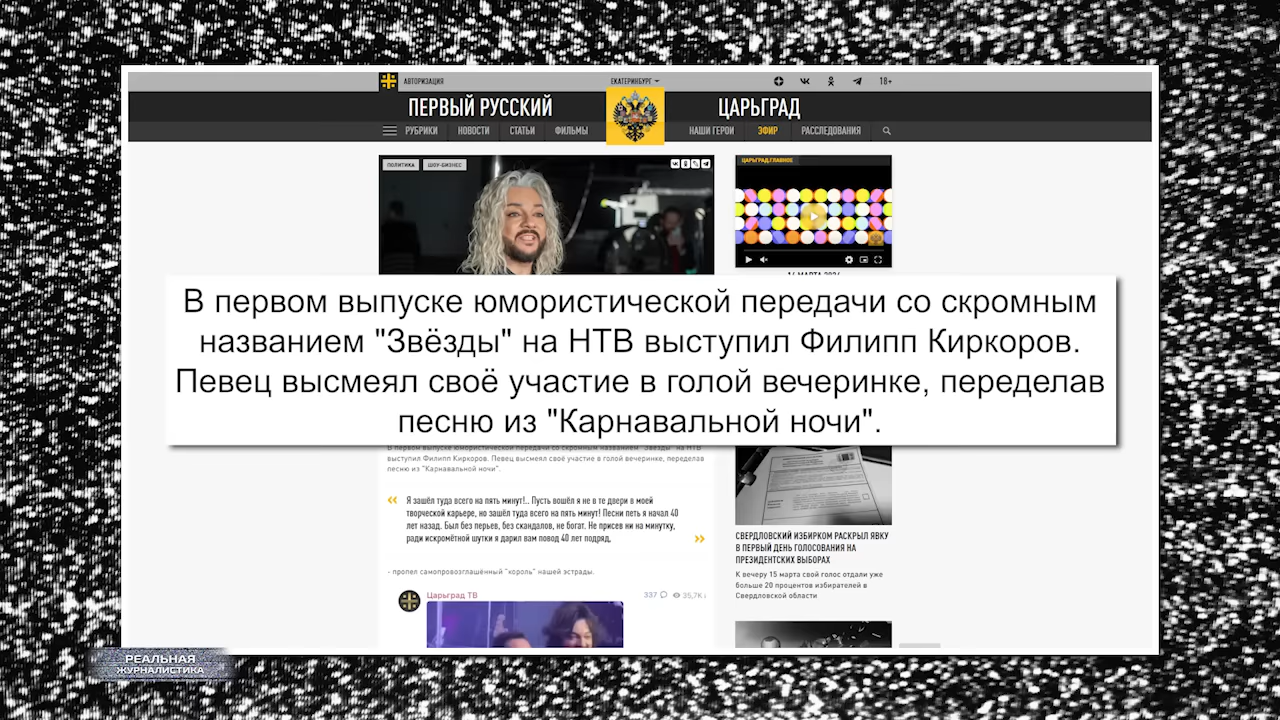 АВТОРИЗАЦИЯ
ЕКАТЕРИНБУРГ
18+
ПЕРВЫЙ РУССКИЙ
ЦАРЬГРАД
РУБРИКИ
НОВОСТИ
СТАТЬИ
ФИЛЬМЫ
НАШИ ГЕРОИ
ЭФИР
РАССЛЕДОВАНИЯ
ПОЛИТИКА
ШОУ-БИЗНЕС
ЦАРЬГРАД.ГЛАВНОЕ
В первом выпуске юмористической передачи со скромным
названием "Звёзды" на НТВ выступил Филипп Киркоров.
Певец высмеял своё участие в голой вечеринке, переделав
песню из "Карнавальной ночи".
В первом выпуске юмористической передачи со скромным названием "Звёзды" на НТВ
выступил Филипп Киркоров. Певец высмеял своё участие в голой вечеринке, переделав
песню из "Карнавальной ночи".
« Я зашёл туда всего на пять минут!.. Пусть вошёл я не в те двери в моей
творческой карьере, но зашёл туда всего на пять минут! Песни петь я начал 40
лет назад. Был без перьев, без скандалов, не богат. Не присев ни на минутку,
ради искромётной шутки я дарил вам повод 40 лет подряд, »
- пропел самопровозглашённый "король" нашей эстрады.
Царьград ТВ
337
35,7K
СВЕРДЛОВСКИЙ ИЗБИРКОМ РАСКРЫЛ ЯВКУ
В ПЕРВЫЙ ДЕНЬ ГОЛОСОВАНИЯ НА
ПРЕЗИДЕНТСКИХ ВЫБОРАХ
К вечеру 15 марта свой голос отдали уже
больше 20 процентов избирателей в
Свердловской области
РЕАЛЬНАЯ
ЖУРНАЛИСТИКА